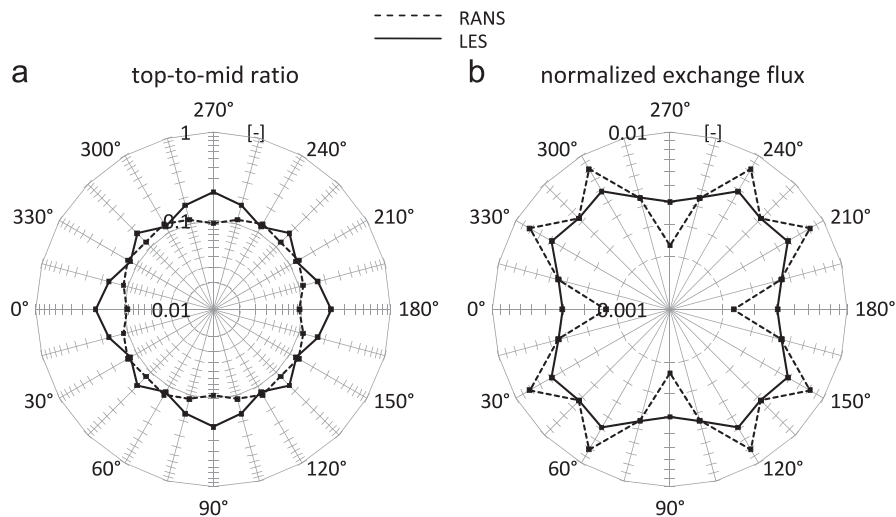 RANS
LES
a top-to-mid ratio
b normalized exchange flux
270°
1 [-]
300° 240°
330° 210°
0.1
0° 0.01 180°
30° 150°
60° 120°
90°
270°
0.01 [-]
300° 240°
330° 210°
0° 0.001 180°
30° 150°
60° 120°
90°